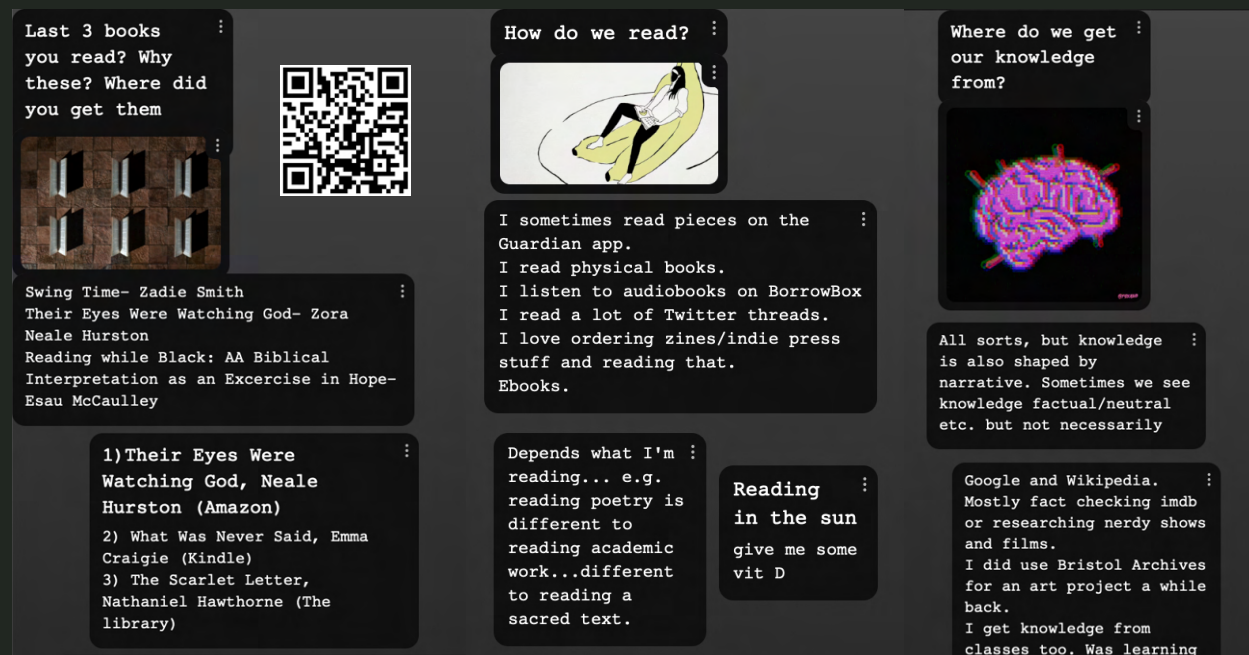 Last 3 books
you read? Why
these? Where did
you get them
Swing Time– Zadie Smith
Their Eyes Were Watching God– Zora
Neale Hurston
Reading while Black: AA Biblical
Interpretation as an Excercise in Hope–
Esau McCaulley
1)Their Eyes Were
Watching God, Neale
Hurston (Amazon)
2) What Was Never Said, Emma
Craigie (Kindle)
3) The Scarlet Letter,
Nathaniel Hawthorne (The
library)
How do we read?
I sometimes read pieces on the
Guardian app.
I read physical books.
I listen to audiobooks on BorrowBox
I read a lot of Twitter threads.
I love ordering zines/indie press
stuff and reading that.
Ebooks.
Depends what I'm
reading... e.g.
reading poetry is
different to
reading academic
work...different
to reading a
sacred text.
Reading
in the sun
give me some
vit D
Where do we get
our knowledge
from?
All sorts, but knowledge
is also shaped by
narrative. Sometimes we see
knowledge factual/neutral
etc. but not necessarily
Google and Wikipedia.
Mostly fact checking imdb
or researching nerdy shows
and films.
I did use Bristol Archives
for an art project a while
back.
I get knowledge from
classes too. Was learning